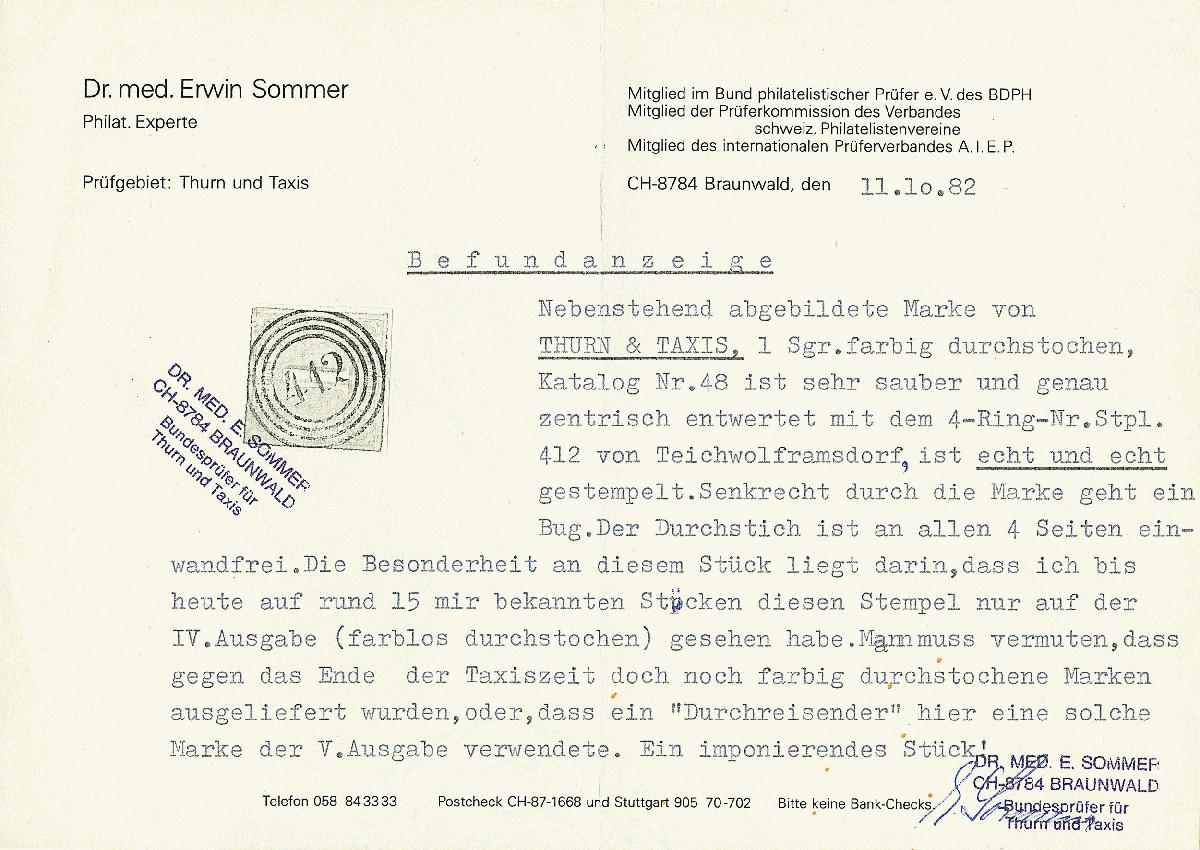 Dr. med. Erwin Sommer
Philat. Experte
Prüfgebiet: Thurn und Taxis
Mitglied im Bund philatelistischer Prüfer e. V. des BDPH
Mitglied der Prüferkommission des Verbandes
schweiz. Philatelistenvereine
Mitglied des internationalen Prüferverbandes A. I. E. P.
CH-8784 Braunwald, den 11.1o.82
B e f u n d a n z e i g e
412
DR. MED. E. SOMMER
CH-8784 BRAUNWALD
Bundesprüfer für
Thurn und Taxis
Nebenstehend abgebildete Marke von
THURN & TAXIS, 1 Sgr.farbig durchstochen,
Katalog Nr.48 ist sehr sauber und genau
zentrisch entwertet mit dem 4-Ring-Nr.Stpl.
412 von Teichwolframsdorf, ist echt und echt
gestempelt.Senkrecht durch die Marke geht ein
Bug.Der Durchstich ist an allen 4 Seiten ein-
wandfrei.Die Besonderheit an diesem Stück liegt darin,dass ich bis
heute auf rund 15 mir bekannten Stücken diesen Stempel nur auf der
IV.Ausgabe (farblos durchstochen) gesehen habe.Man muss vermuten,dass
gegen das Ende der Taxiszeit doch noch farbig durchstochene Marken
ausgeliefert wurden,oder,dass ein "Durchreisender" hier eine solche
Marke der V.Ausgabe verwendete. Ein imponierendes Stück!
DR. MED. E. SOMMER
CH-8784 BRAUNWALD
Bundesprüfer für
Thurn und Taxis
E. Sommer
Telefon 058 84 33 33 Postcheck CH-87-1668 und Stuttgart 905 70-702 Bitte keine Bank-Checks.